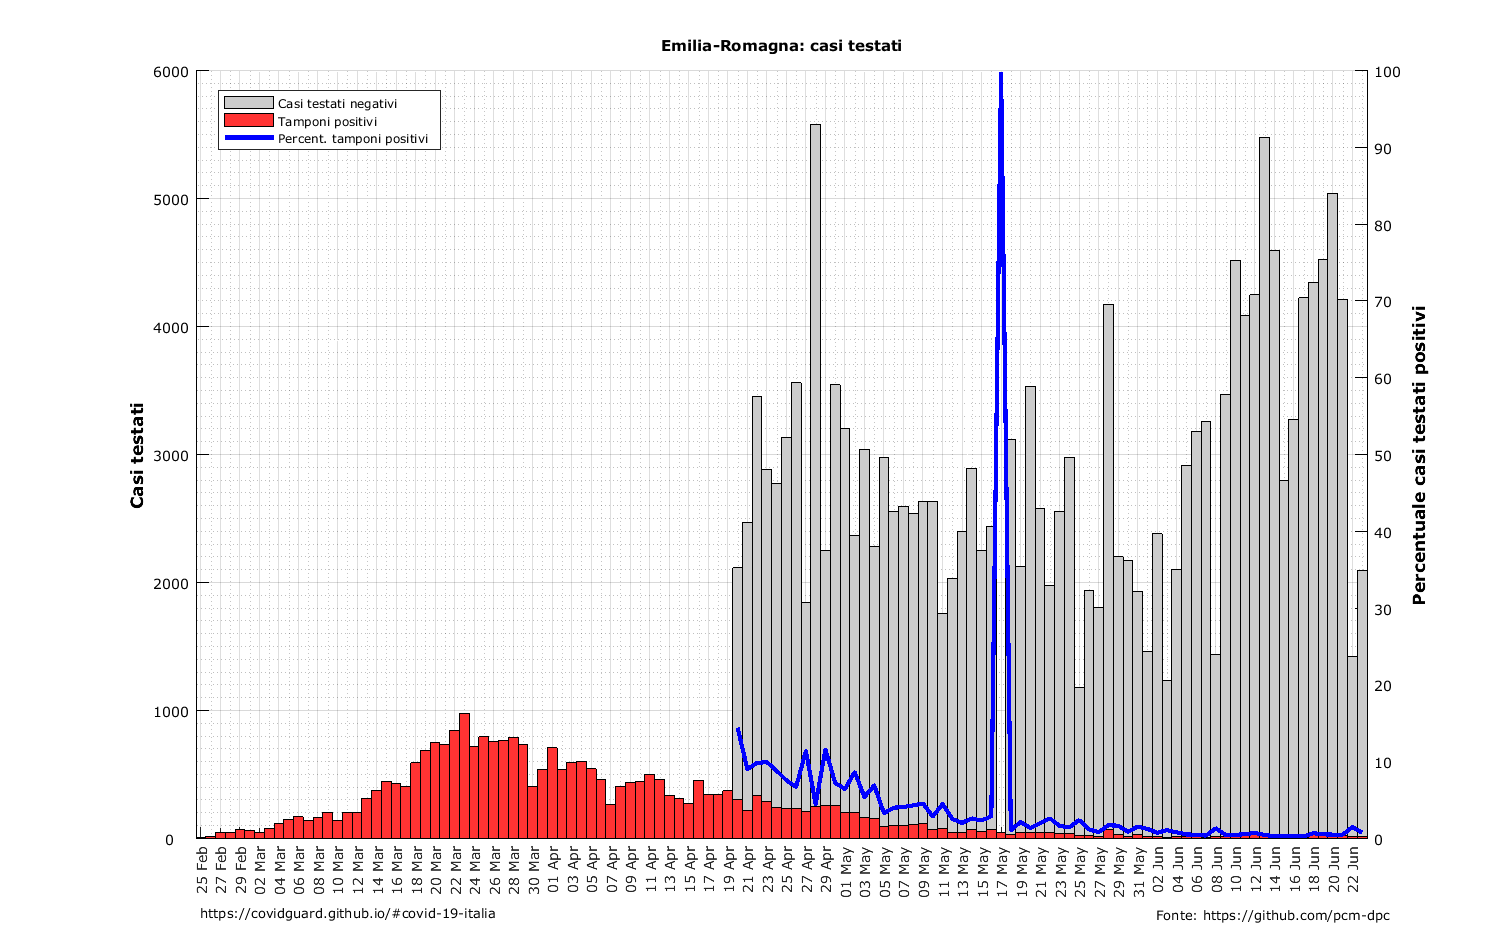 Emilia-Romagna: casi testati
Casi testati negativi
Tamponi positivi
Percent. tamponi positivi
Casi testati
6000
5000
4000
3000
2000
1000
0
100
90
80
70
60
50
40
30
20
10
0
Percentuale casi testati positivi
25 Feb
27 Feb
29 Feb
02 Mar
04 Mar
06 Mar
08 Mar
10 Mar
12 Mar
14 Mar
16 Mar
18 Mar
20 Mar
22 Mar
24 Mar
26 Mar
28 Mar
30 Mar
01 Apr
03 Apr
05 Apr
07 Apr
09 Apr
11 Apr
13 Apr
15 Apr
17 Apr
19 Apr
21 Apr
23 Apr
25 Apr
27 Apr
29 Apr
01 May
03 May
05 May
07 May
09 May
11 May
13 May
15 May
17 May
19 May
21 May
23 May
25 May
27 May
29 May
31 May
02 Jun
04 Jun
06 Jun
08 Jun
10 Jun
12 Jun
14 Jun
16 Jun
18 Jun
20 Jun
22 Jun
https://covidguard.github.io/#covid-19-italia
Fonte: https://github.com/pcm-dpc